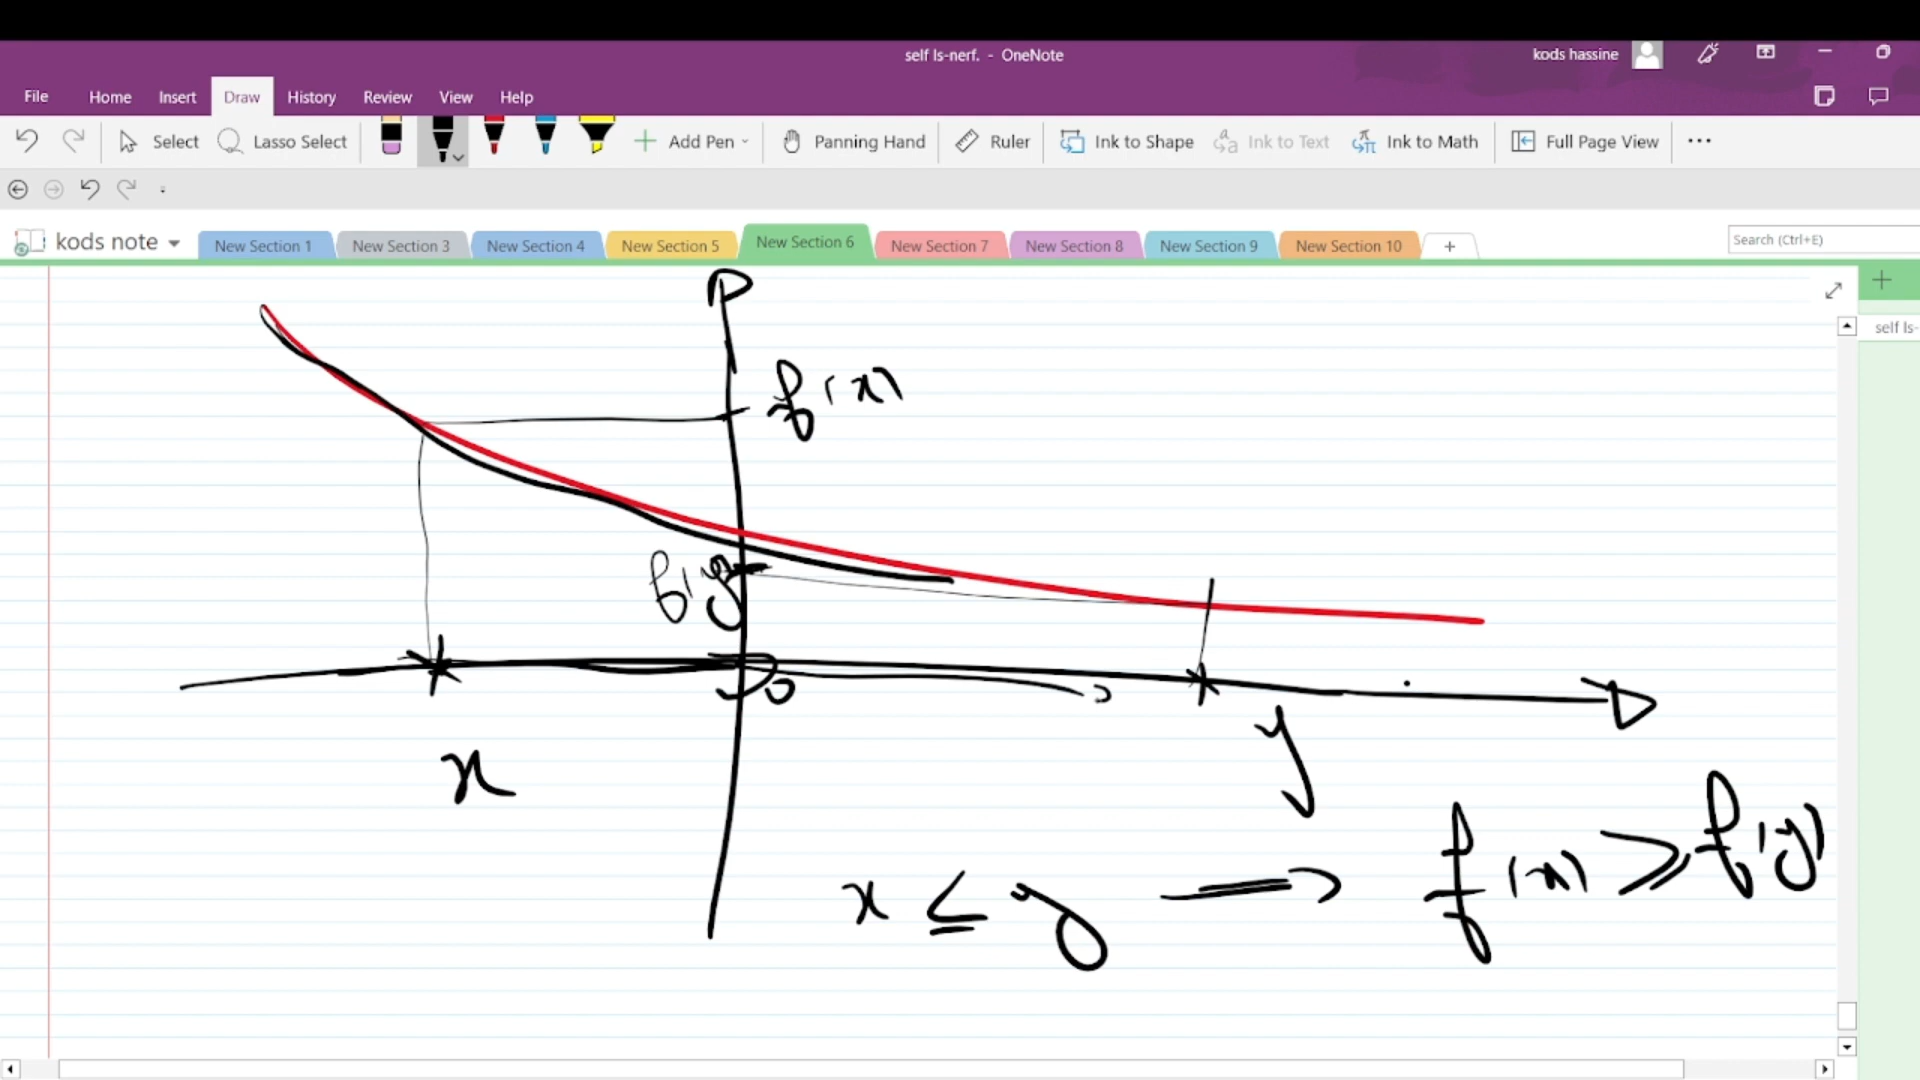 self ls-nerf. - OneNote
kods hassine
File Home Insert Draw History Review View Help
Select Lasso Select Add Pen Panning Hand Ruler Ink to Shape Ink to Text Ink to Math Full Page View
kods note New Section 1 New Section 3 New Section 4 New Section 5 New Section 6 New Section 7 New Section 8 New Section 9 New Section 10 +
Search (Ctrl+E)
self ls-
f(x)
f(y)
0
x
y
x ≤ y ⟹ f(x) ≥ f(y)